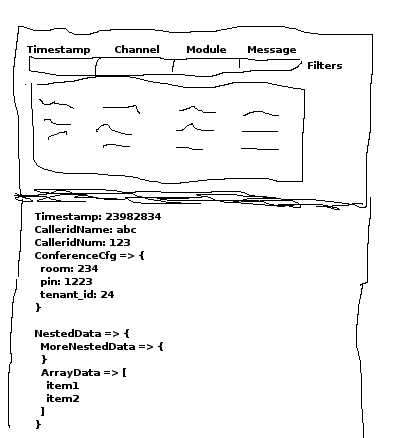 Timestamp Channel Module Message
Filters
Timestamp: 23982834
CalleridName: abc
CalleridNum: 123
ConferenceCfg => {
room: 234
pin: 1223
tenant_id: 24
}
NestedData => {
MoreNestedData => {
}
ArrayData => [
item1
item2
]
}